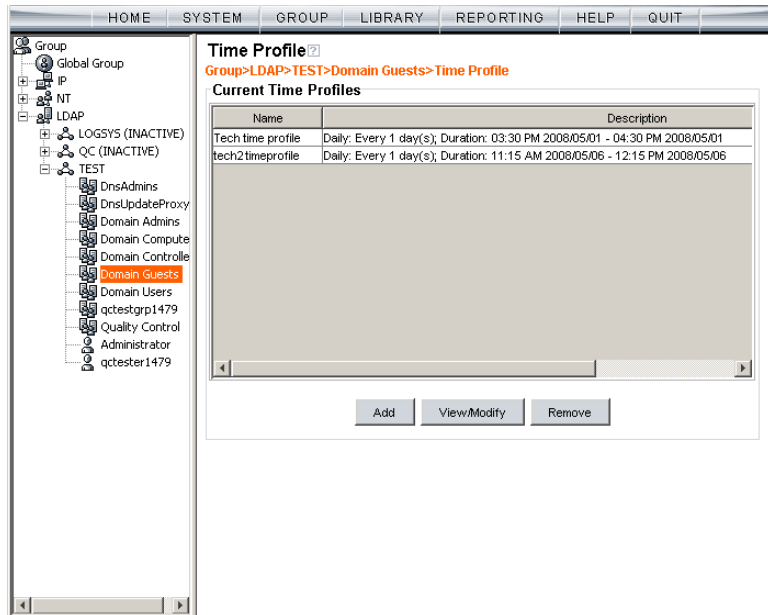 HOME SYSTEM GROUP LIBRARY REPORTING HELP QUIT
Group
Global Group
IP
NT
LDAP
LOGSYS (INACTIVE)
QC (INACTIVE)
TEST
DnsAdmins
DnsUpdateProxy
Domain Admins
Domain Compute
Domain Controlle
Domain Guests
Domain Users
qctestgrp1479
Quality Control
Administrator
qctester1479
Time Profile ?
Group>LDAP>TEST>Domain Guests>Time Profile
Current Time Profiles
Name Description
Tech time profile Daily: Every 1 day(s); Duration: 03:30 PM 2008/05/01 - 04:30 PM 2008/05/01
tech2timeprofile Daily: Every 1 day(s); Duration: 11:15 AM 2008/05/06 - 12:15 PM 2008/05/06
Add View/Modify Remove